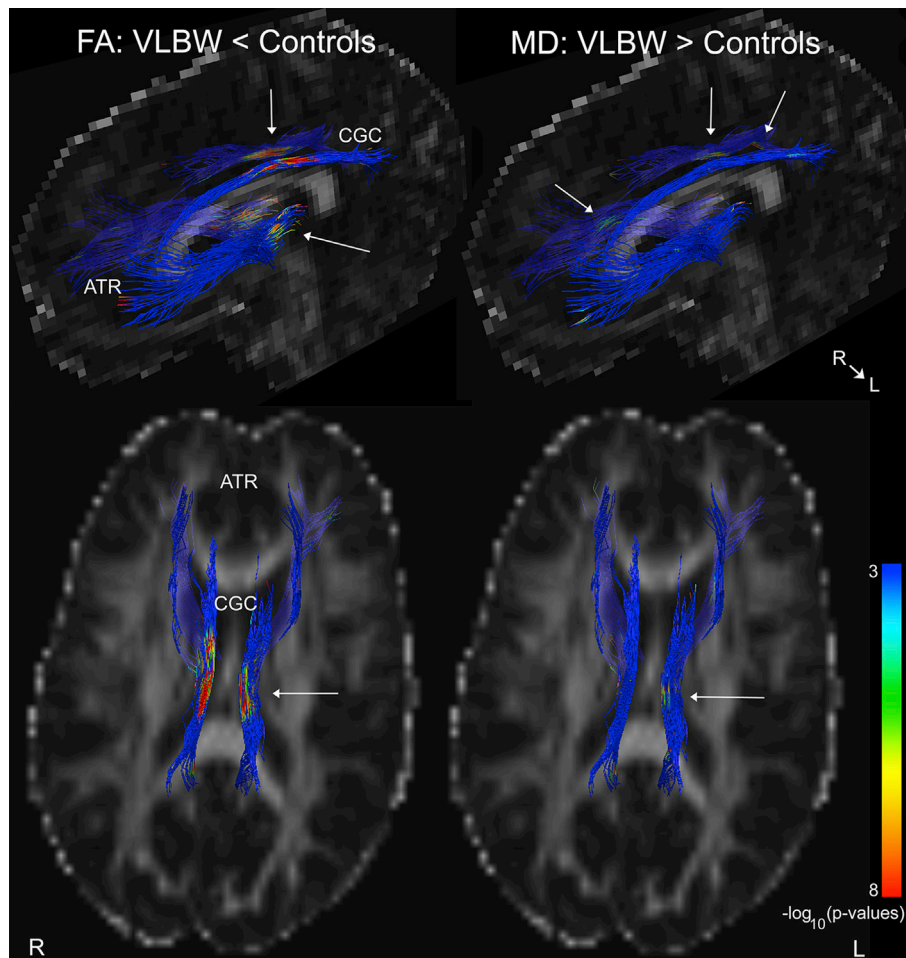 FA: VLBW < Controls
MD: VLBW > Controls
CGC
ATR
R
L
ATR
CGC
3
8
-log10(p-values)
R
L